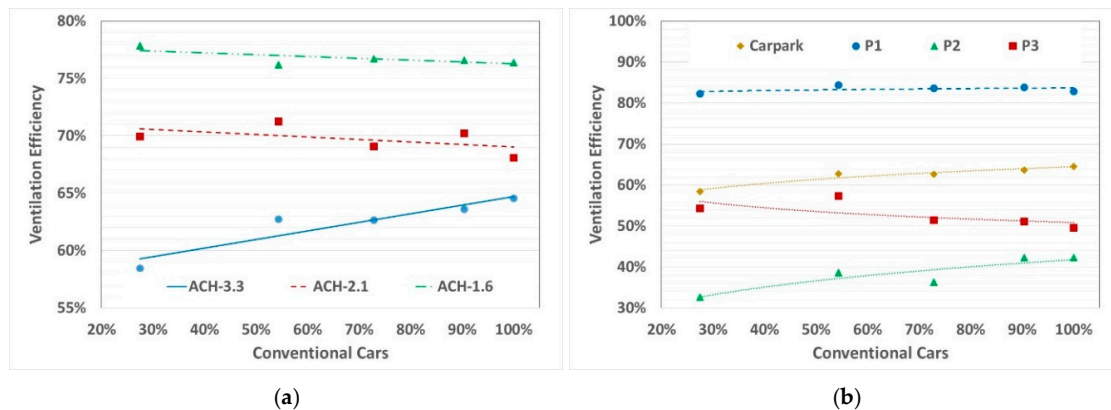 80%
75%
70%
65%
60%
55%
Ventilation Efficiency
ACH-3.3 ACH-2.1 ACH-1.6
20% 30% 40% 50% 60% 70% 80% 90% 100%
Conventional Cars
(a)
100%
90%
80%
70%
60%
50%
40%
30%
Ventilation Efficiency
Carpark P1 P2 P3
20% 30% 40% 50% 60% 70% 80% 90% 100%
Conventional Cars
(b)